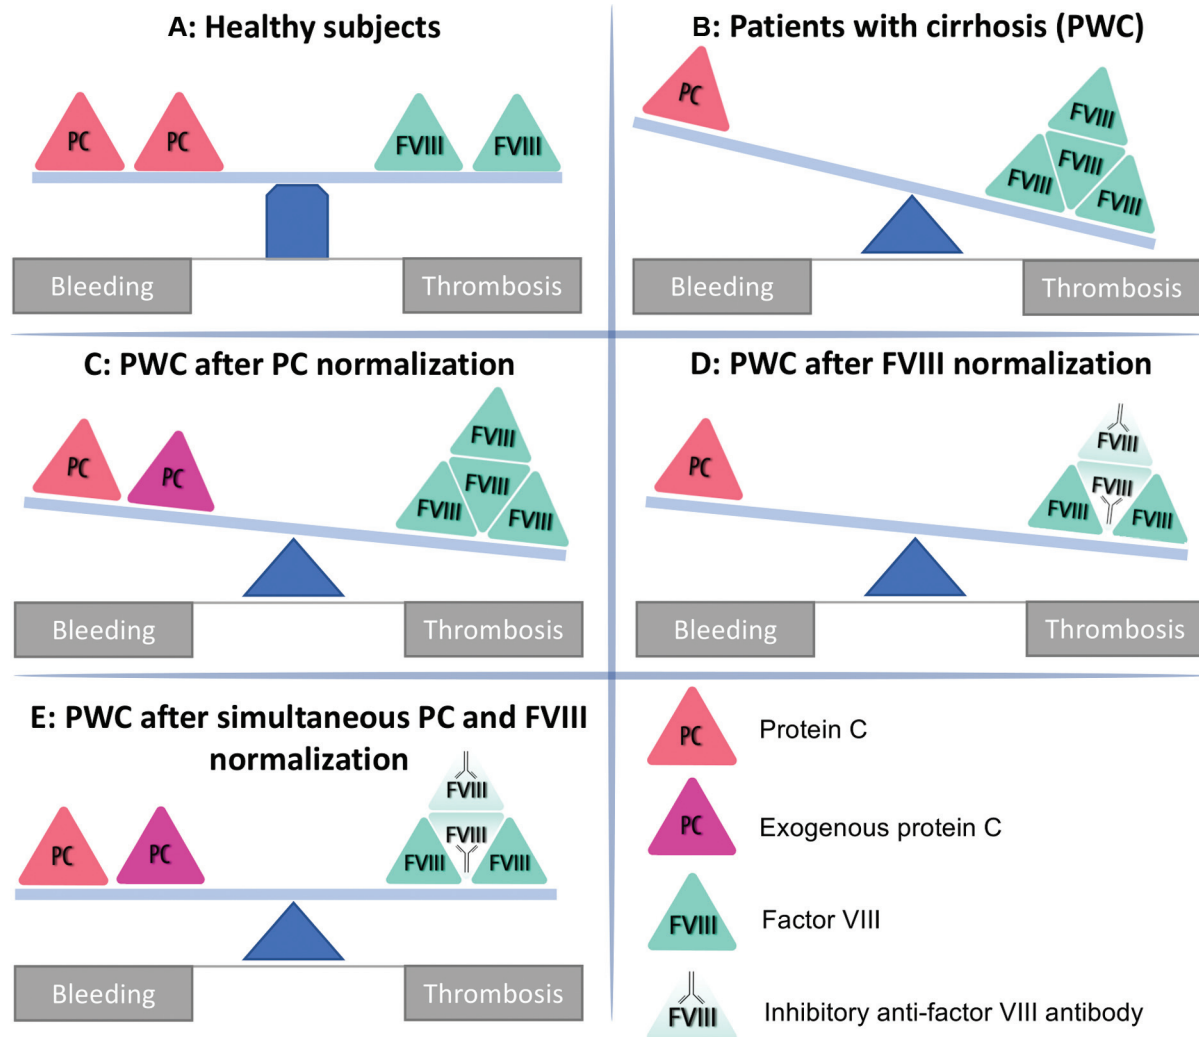 A: Healthy subjects
PC PC FVIII FVIII
Bleeding Thrombosis
B: Patients with cirrhosis (PWC)
PC
FVIII
FVIII
FVIII FVIII
Bleeding Thrombosis
C: PWC after PC normalization
PC PC
FVIII
FVIII
FVIII FVIII
Bleeding Thrombosis
D: PWC after FVIII normalization
PC
FVIII
FVIII
FVIII FVIII
Bleeding Thrombosis
E: PWC after simultaneous PC and FVIII
normalization
PC PC
FVIII
FVIII
FVIII FVIII
Bleeding Thrombosis
PC Protein C
PC Exogenous protein C
FVIII Factor VIII
FVIII Inhibitory anti-factor VIII antibody